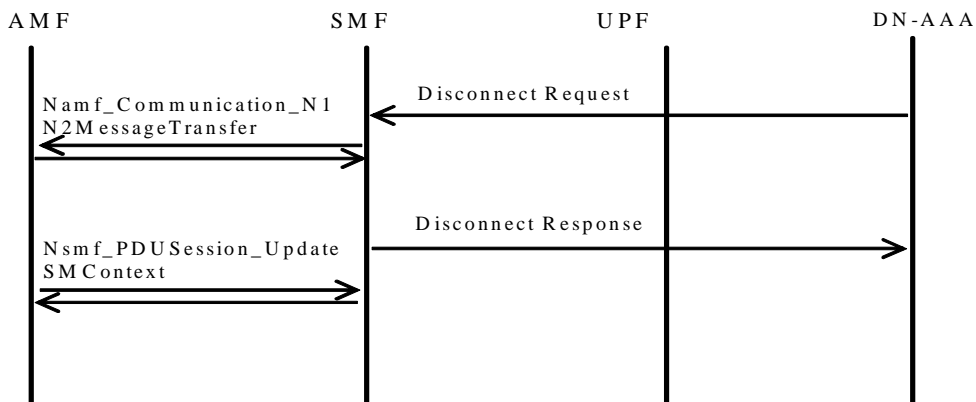 AMF SMF UPF DN-AAA
Disconnect Request
Namf_Communication_N1
N2MessageTransfer
Disconnect Response
Nsmf_PDUSession_Update
SMContext